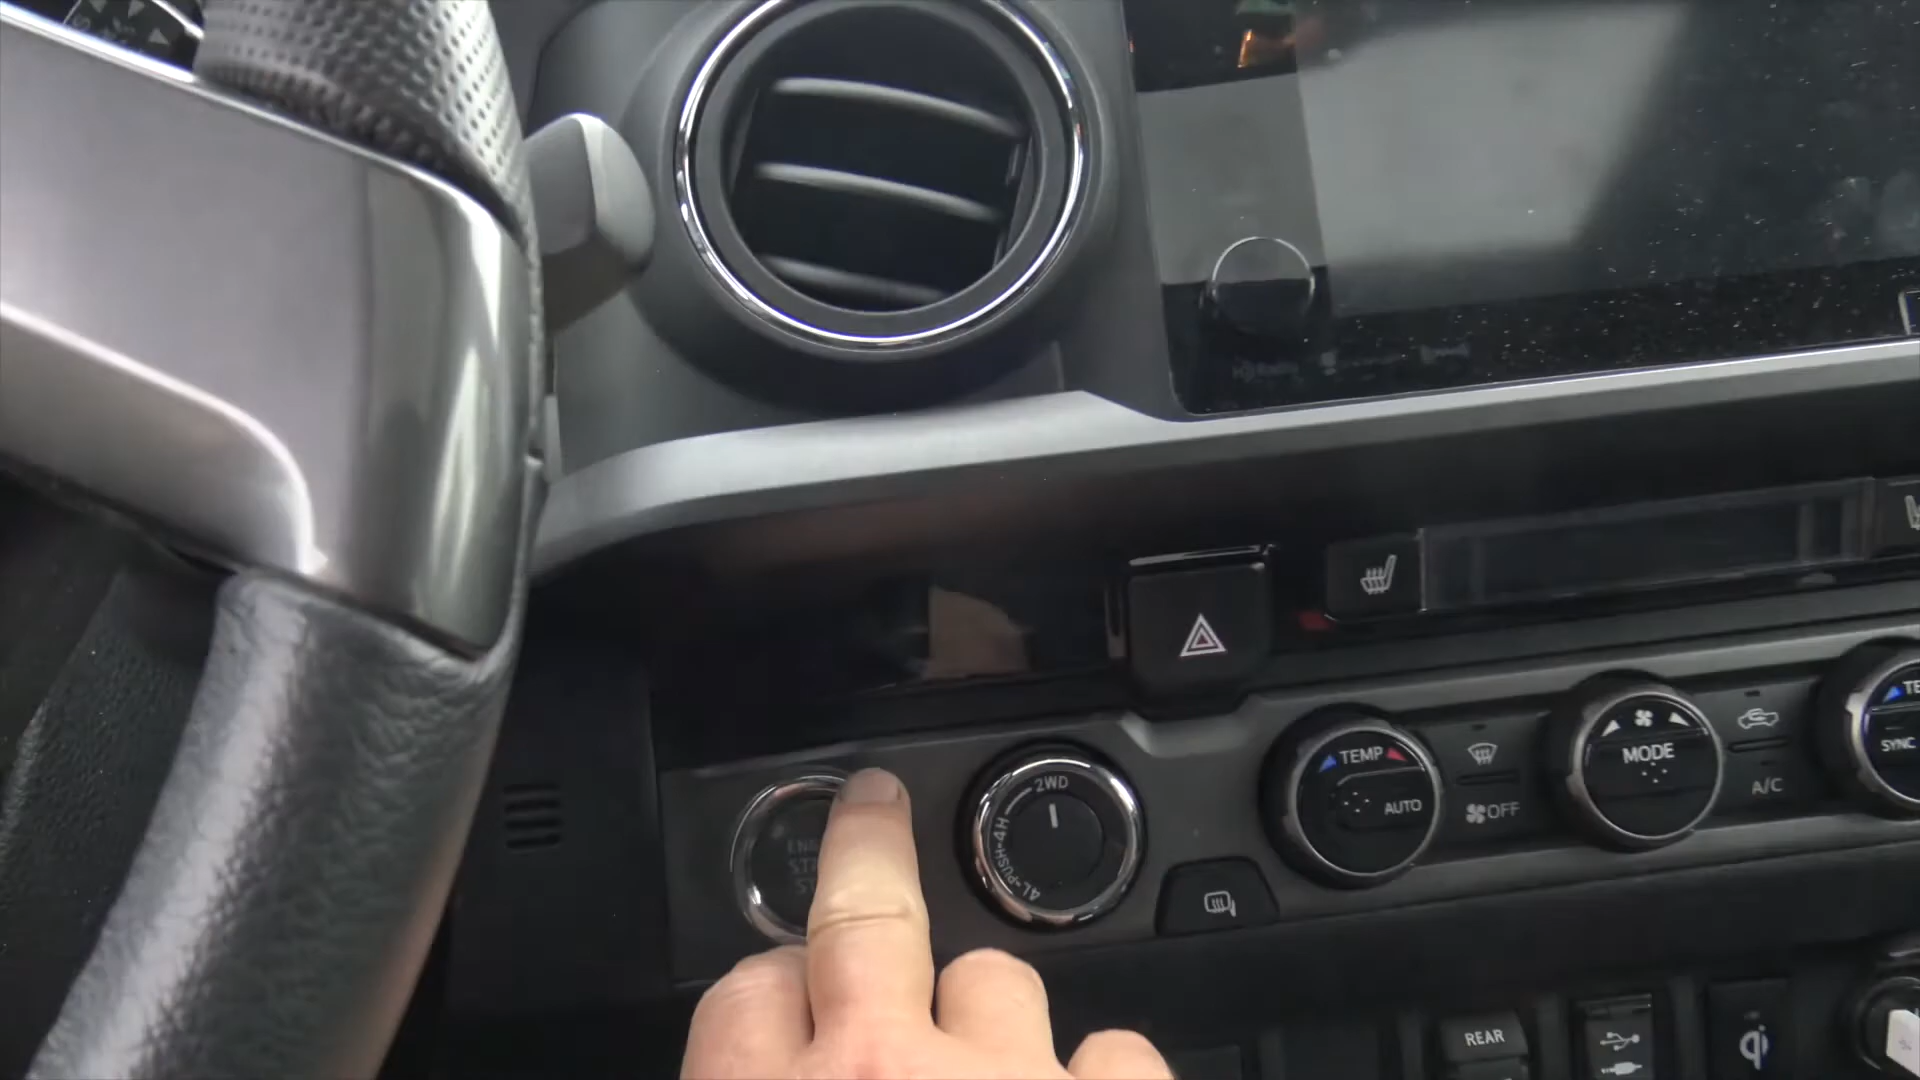 2WD
4L-PUSH-4H
TEMP
AUTO
OFF
MODE
A/C
SYNC
REAR